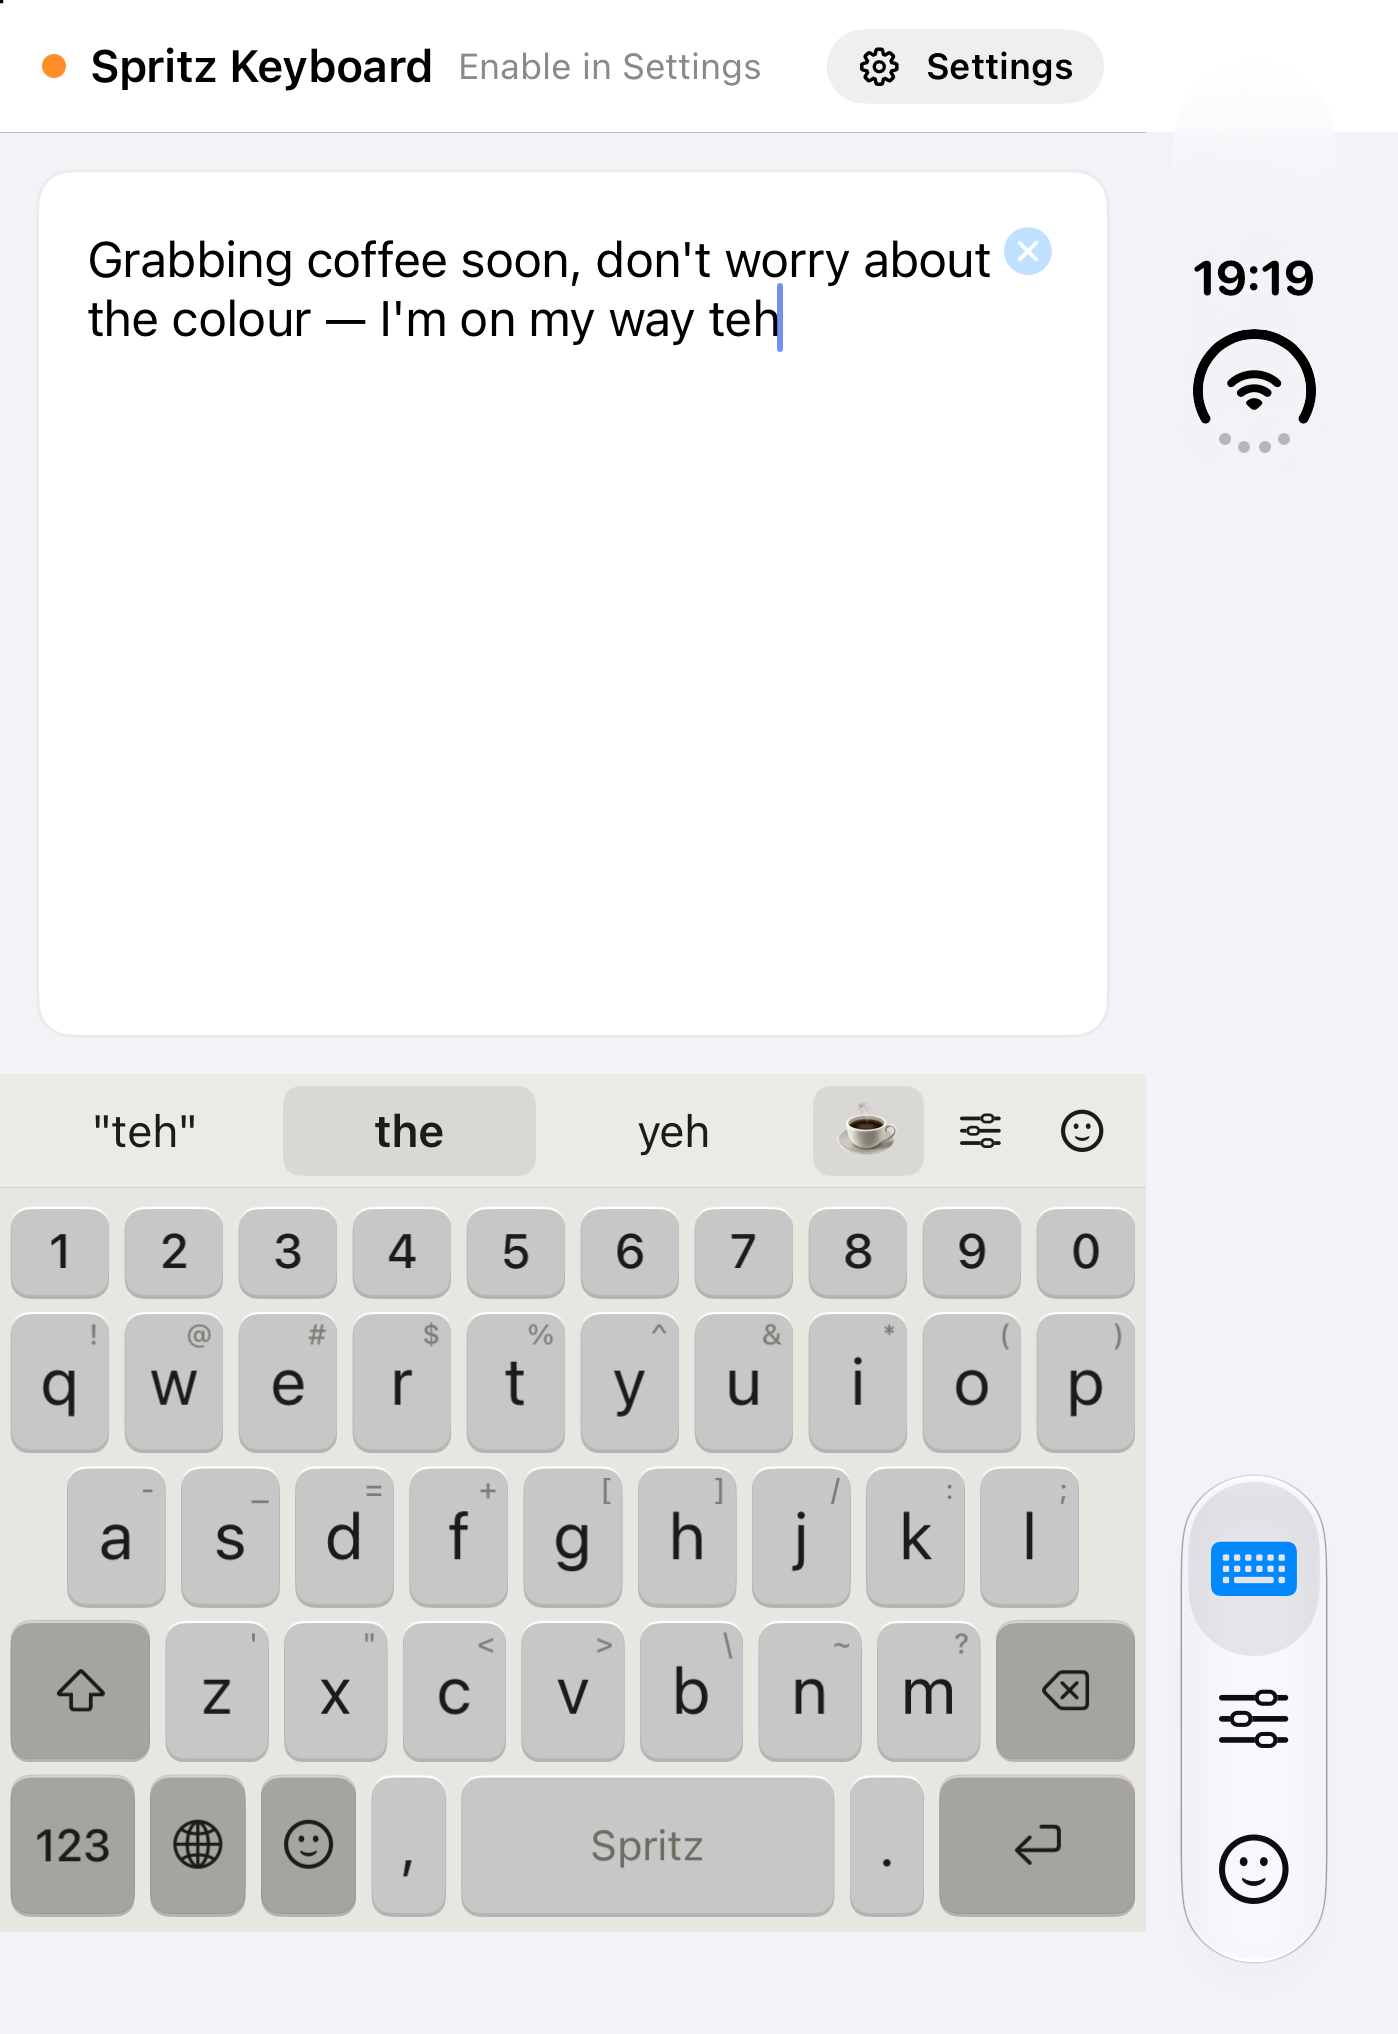 Spritz Keyboard Enable in Settings Settings
Grabbing coffee soon, don't worry about
the colour — I'm on my way teh
19:19
"teh" the yeh
1 2 3 4 5 6 7 8 9 0
! @ # $ % ^ & * ( )
q w e r t y u i o p
- _ = + [ ] / : ;
a s d f g h j k l
' " < > \ ~ ?
z x c v b n m
123 , Spritz .